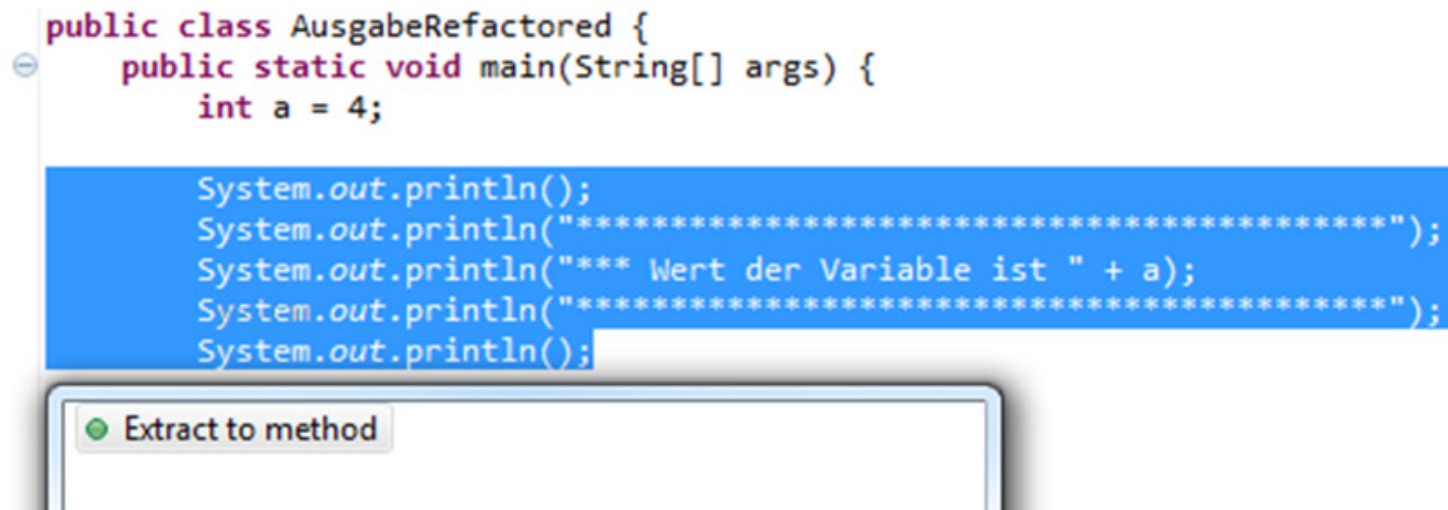 public class AusgabeRefactored {
public static void main(String[] args) {
int a = 4;
System.out.println();
System.out.println("********************************************");
System.out.println("*** Wert der Variable ist " + a);
System.out.println("********************************************");
System.out.println();
Extract to method